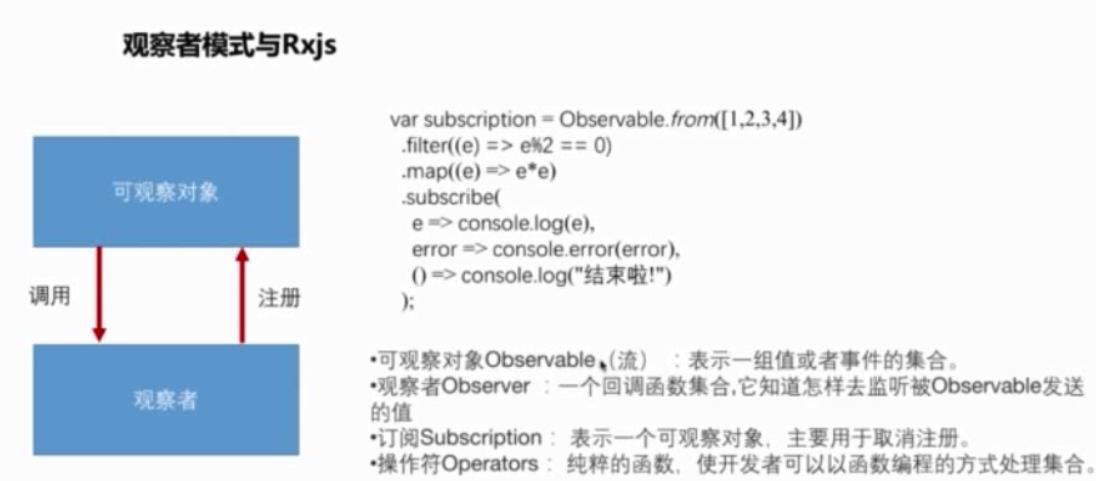 观察者模式与Rxjs
可观察对象
调用
注册
观察者
var subscription = Observable.from([1,2,3,4])
.filter((e) => e%2 == 0)
.map((e) => e*e)
.subscribe(
e => console.log(e),
error => console.error(error),
() => console.log("结束啦!")
);
•可观察对象Observable（流） ：表示一组值或者事件的集合。
•观察者Observer ：一个回调函数集合,它知道怎样去监听被Observable发送
的值
•订阅Subscription： 表示一个可观察对象，主要用于取消注册。
•操作符Operators： 纯粹的函数，使开发者可以以函数编程的方式处理集合。